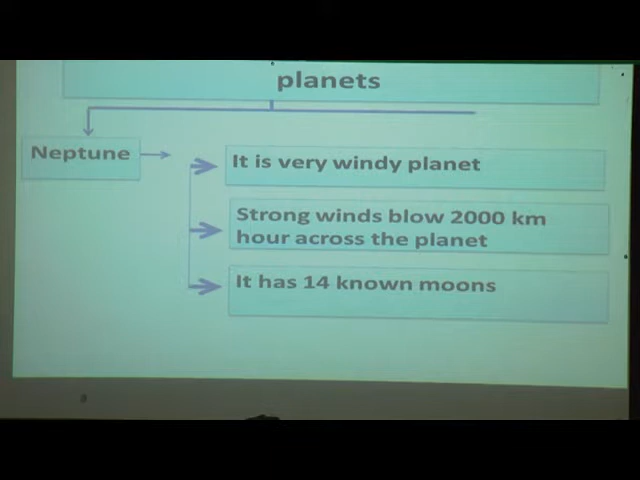 planets
Neptune
It is very windy planet
Strong winds blow 2000 km
hour across the planet
It has 14 known moons